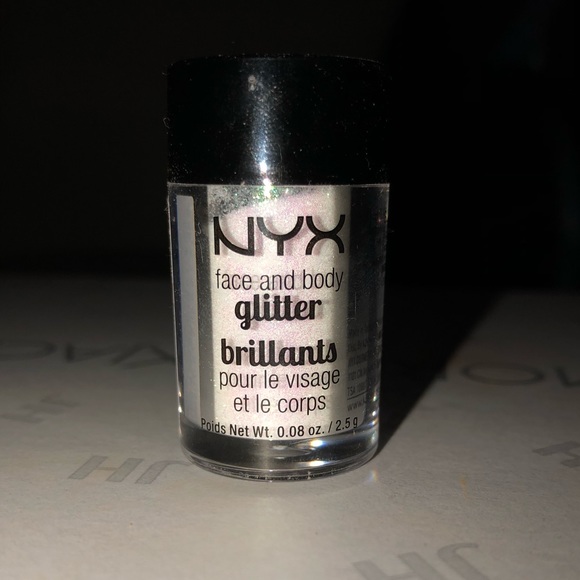 NYX
face and body
glitter
brillants
pour le visage
et le corps
Poids Net Wt. 0.08 oz. / 2.5 g